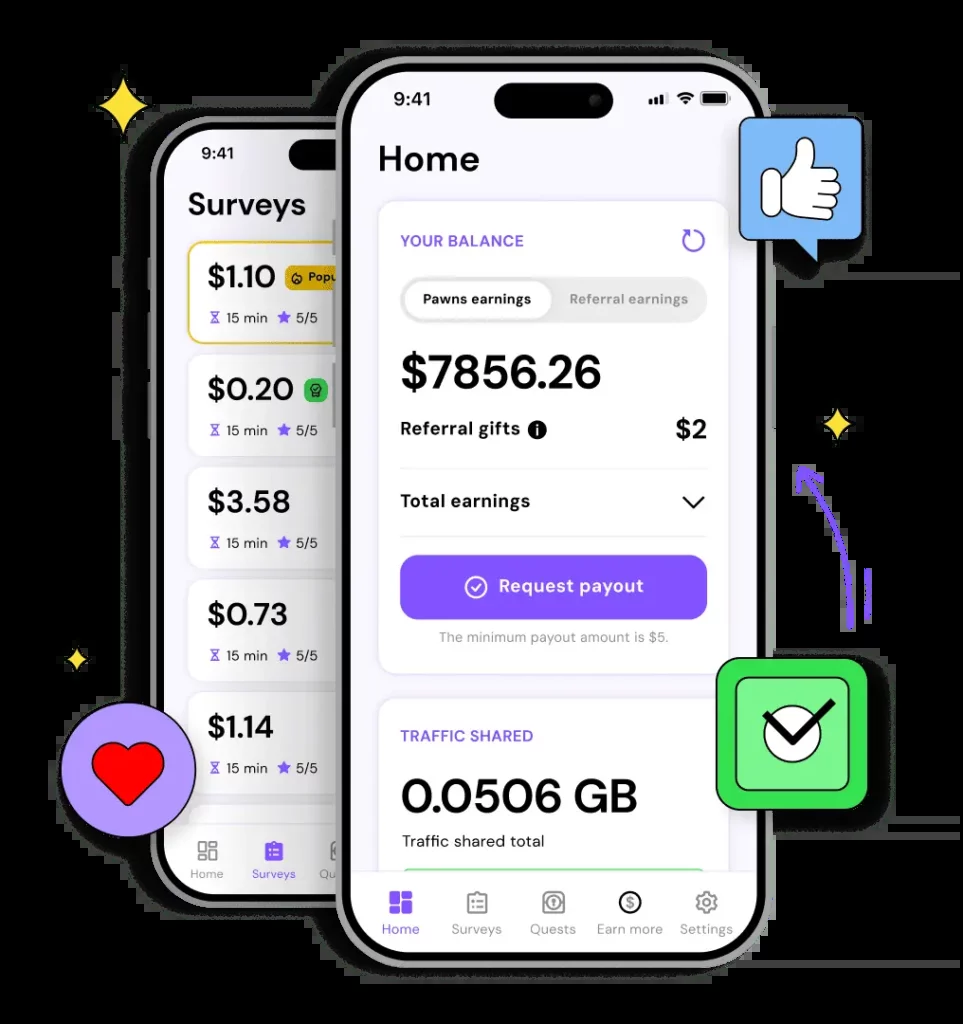 9:41
Surveys
$1.10 Popu
15 min 5/5
$0.20
15 min 5/5
$3.58
15 min 5/5
$0.73
15 min 5/5
$1.14
15 min 5/5
Home Surveys Qu
9:41
Home
YOUR BALANCE
Pawns earnings Referral earnings
$7856.26
Referral gifts $2
Total earnings
Request payout
The minimum payout amount is $5.
TRAFFIC SHARED
0.0506 GB
Traffic shared total
Home Surveys Quests Earn more Settings